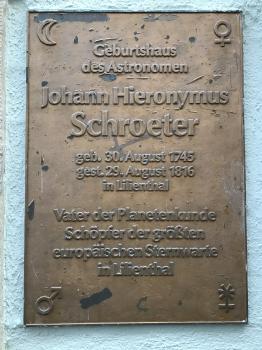 Geburtshaus
des Astronomen
Johann Hieronymus
Schroeter
geb. 30. August 1745
gest. 29. August 1816
in Lilienthal
Vater der Planetenkunde
Schöpfer der größten
europäischen Sternwarte
in Lilienthal